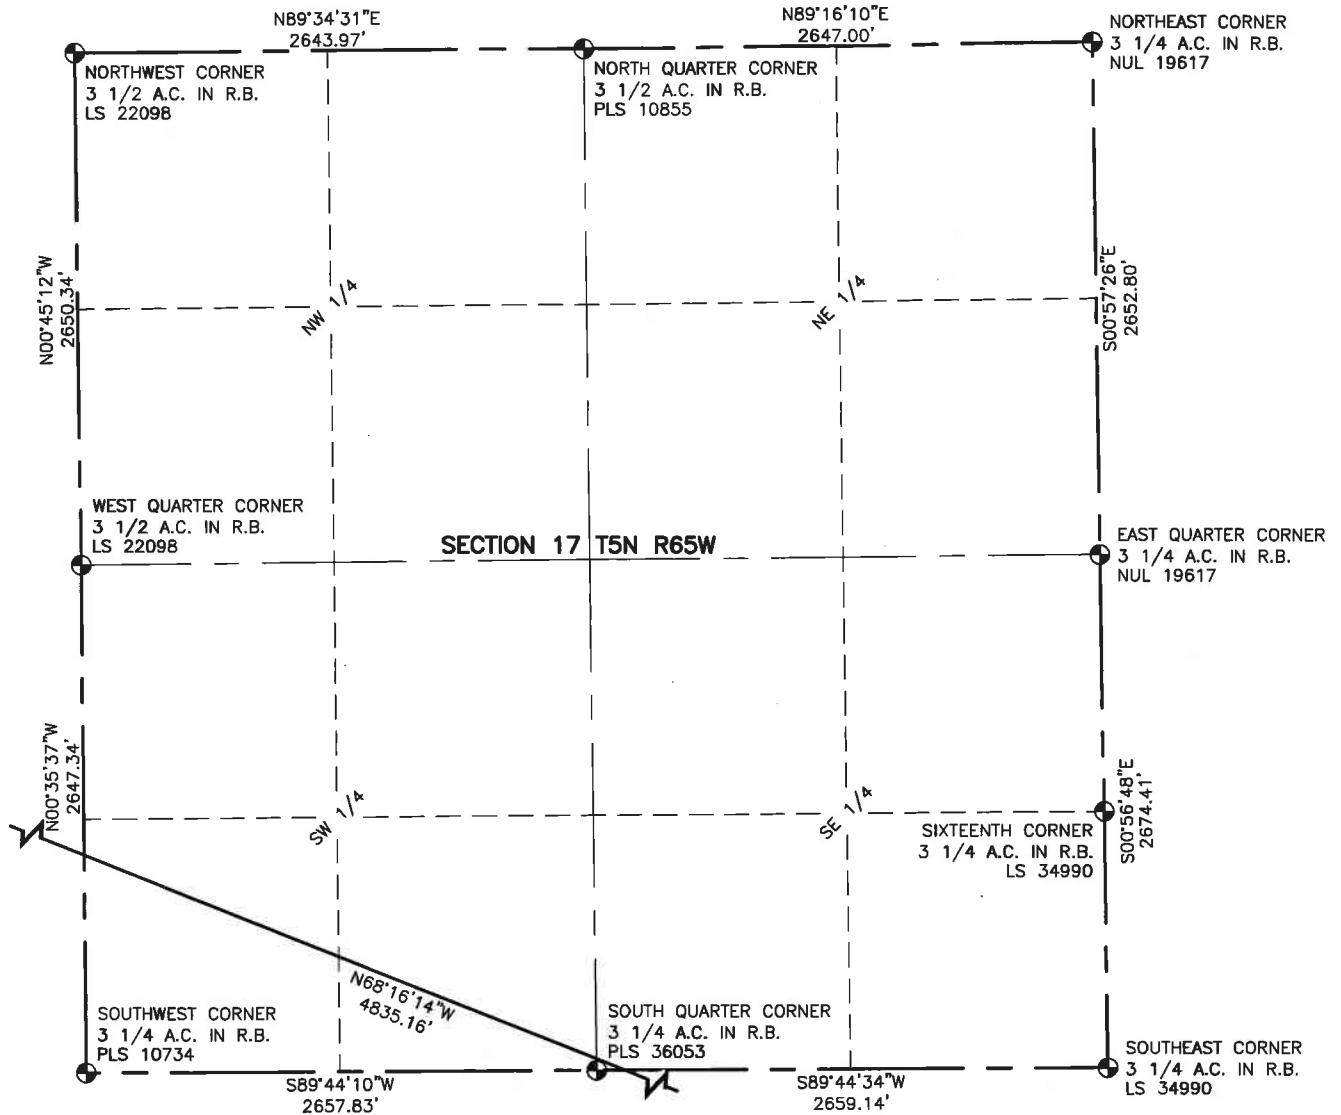 N89°34'31"E
2643.97'
N89°16'10"E
2647.00'
NORTHEAST CORNER
3 1/4 A.C. IN R.B.
NUL 19617
NORTHWEST CORNER
3 1/2 A.C. IN R.B.
LS 22098
NORTH QUARTER CORNER
3 1/2 A.C. IN R.B.
PLS 10855
N00°45'12"W
2650.34'
NW 1/4
NE 1/4
S00°57'26"E
2652.80'
WEST QUARTER CORNER
3 1/2 A.C. IN R.B.
LS 22098
SECTION 17 T5N R65W
EAST QUARTER CORNER
3 1/4 A.C. IN R.B.
NUL 19617
N00°35'37"W
2647.34'
SW 1/4
SE 1/4
SIXTEENTH CORNER
3 1/4 A.C. IN R.B.
LS 34990
S00°56'48"E
2674.41'
N68°16'14"W
4835.16'
SOUTHWEST CORNER
3 1/4 A.C. IN R.B.
PLS 10734
SOUTH QUARTER CORNER
3 1/4 A.C. IN R.B.
PLS 36053
SOUTHEAST CORNER
3 1/4 A.C. IN R.B.
LS 34990
S89°44'10"W
2657.83'
S89°44'34"W
2659.14'